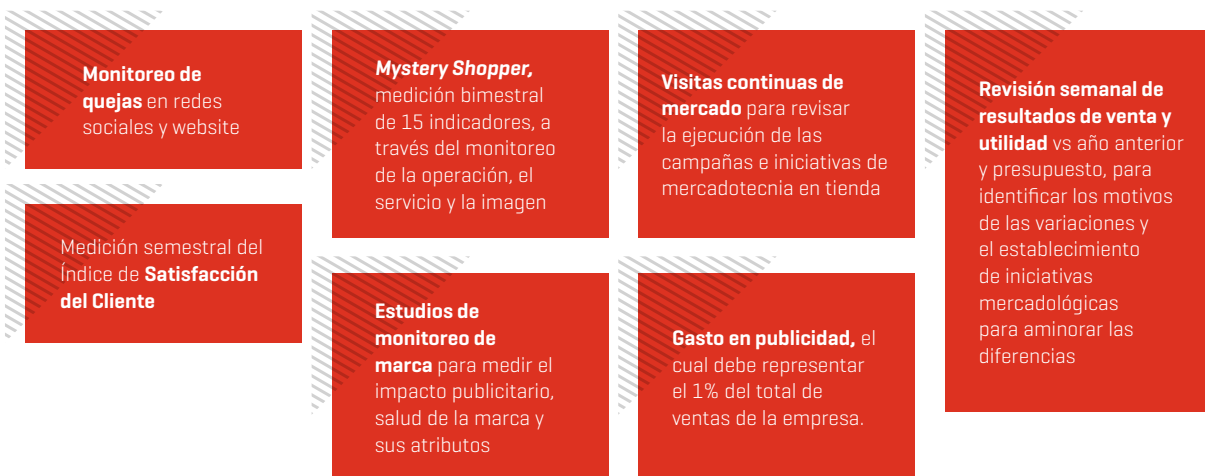 Monitoreo de
quejas en redes
sociales y website
Medición semestral del
Índice de Satisfacción
del Cliente
Mystery Shopper,
medición bimestral
de 15 indicadores, a
través del monitoreo
de la operación, el
servicio y la imagen
Estudios de
monitoreo de
marca para medir el
impacto publicitario,
salud de la marca y
sus atributos
Visitas continuas de
mercado para revisar
la ejecución de las
campañas e iniciativas de
mercadotecnia en tienda
Gasto en publicidad, el
cual debe representar
el 1% del total de
ventas de la empresa.
Revisión semanal de
resultados de venta y
utilidad vs año anterior
y presupuesto, para
identificar los motivos
de las variaciones y
el establecimiento
de iniciativas
mercadológicas
para aminorar las
diferencias